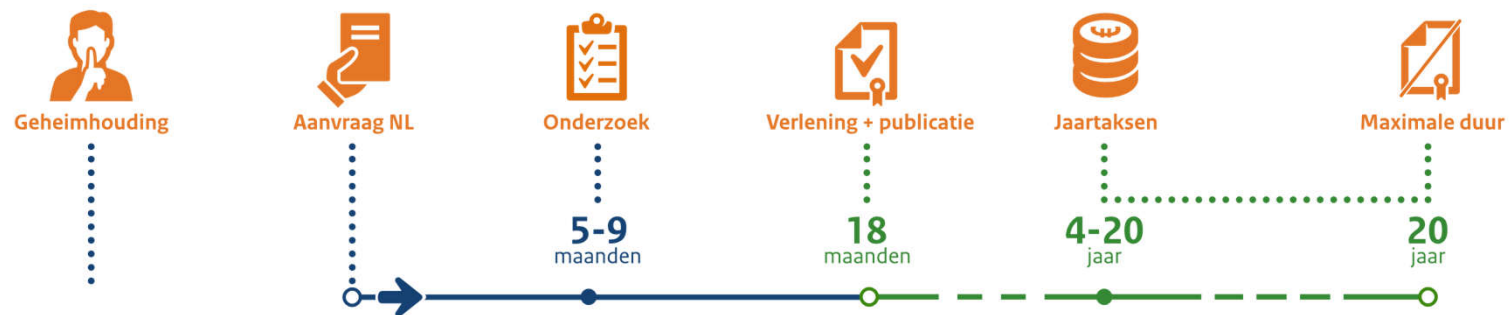 Geheimhouding
Aanvraag NL
Onderzoek
Verlening + publicatie
Jaartaksen
Maximale duur
5-9
maanden
18
maanden
4-20
jaar
20
jaar